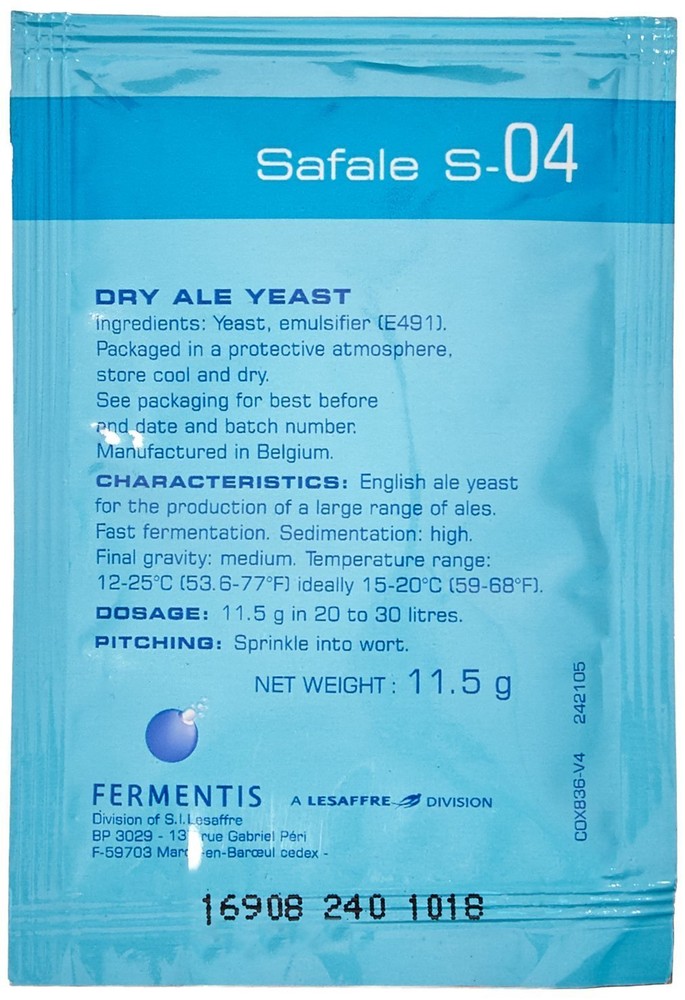 Safale S-04
DRY ALE YEAST
Ingredients: Yeast, emulsifier (E491).
Packaged in a protective atmosphere,
store cool and dry.
See packaging for best before
end date and batch number.
Manufactured in Belgium.
CHARACTERISTICS: English ale yeast
for the production of a large range of ales.
Fast fermentation. Sedimentation: high.
Final gravity: medium. Temperature range:
12-25°C (53.6-77°F) ideally 15-20°C (59-68°F).
DOSAGE: 11.5 g in 20 to 30 litres.
PITCHING: Sprinkle into wort.
NET WEIGHT: 11.5 g
FERMENTIS A LESAFFRE DIVISION
Division of S.I.Lesaffre
BP 3029 - 13 rue Gabriel Péri
F-59703 -en-Barœul cedex -
COX836-V4 242105
16908 240 1018